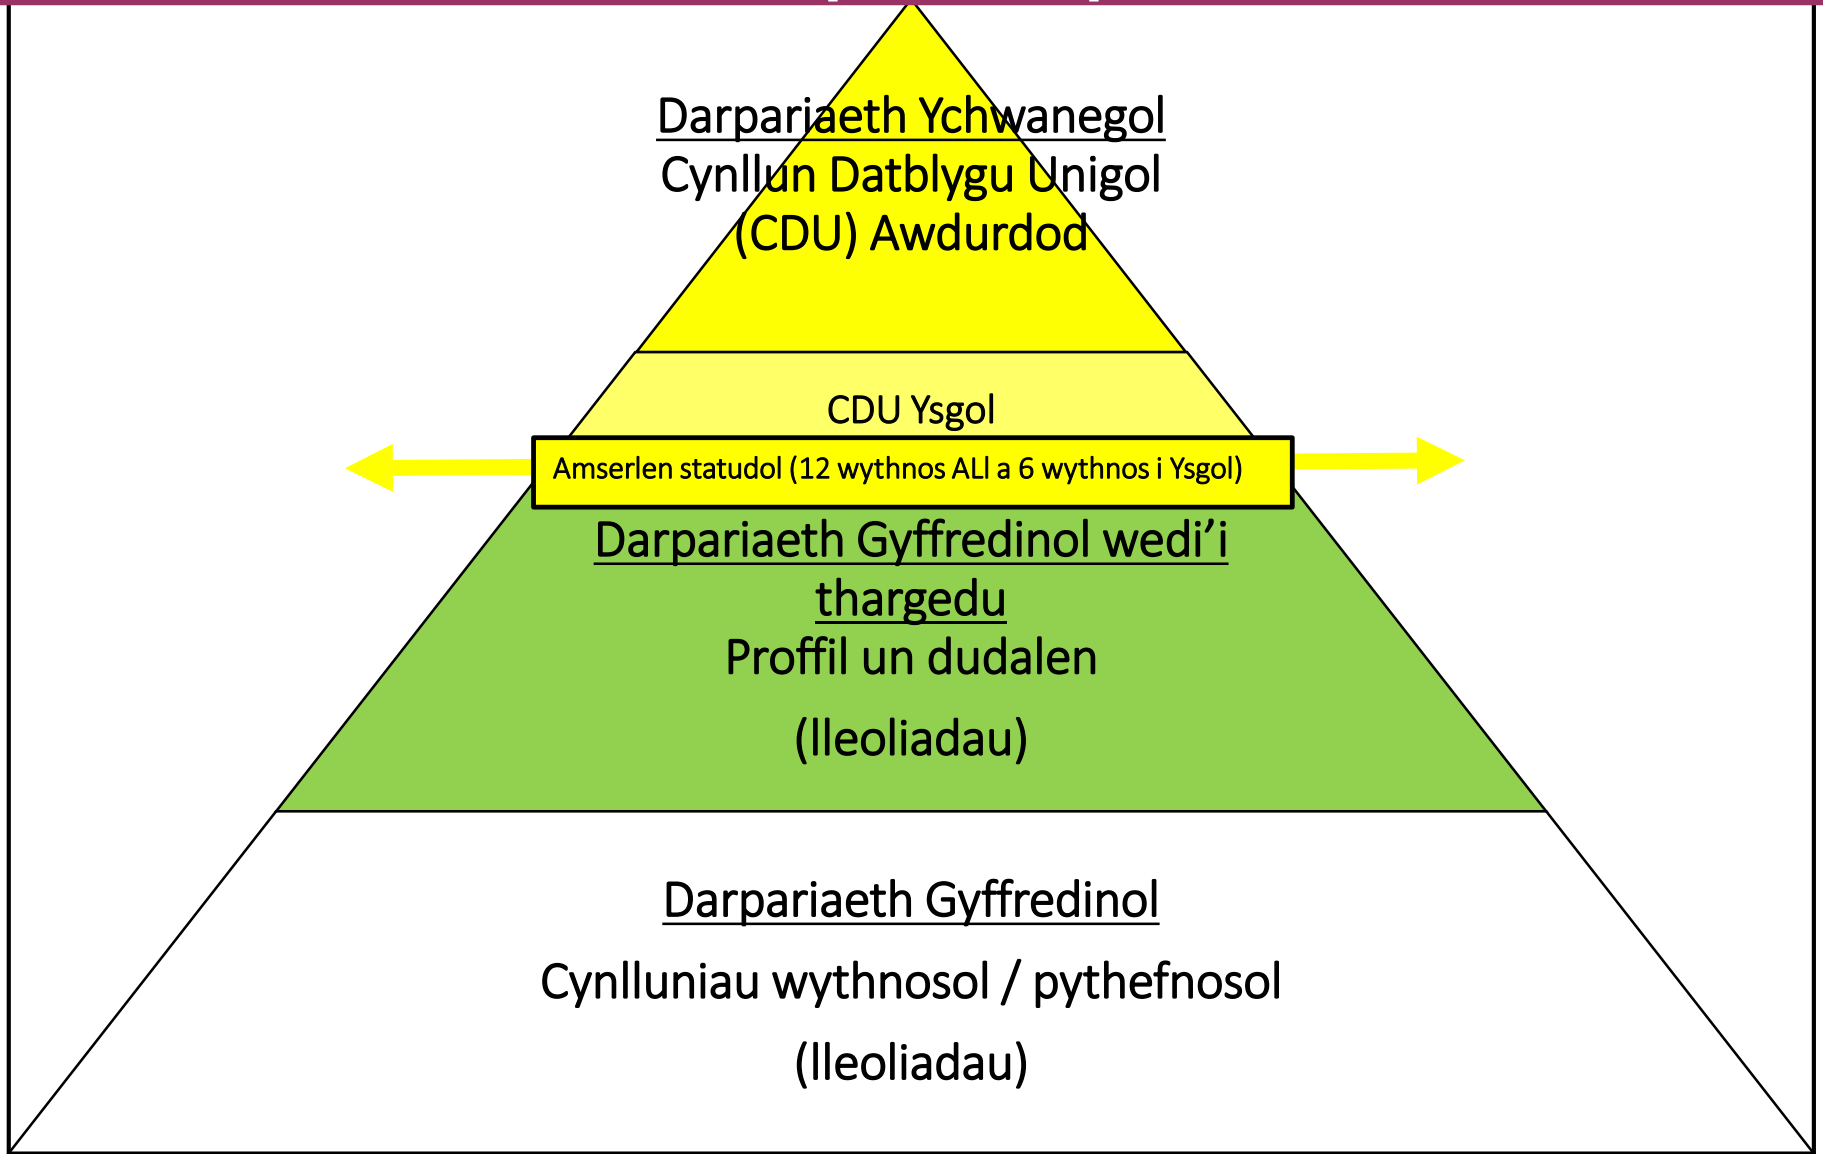 Darpariaeth Ychwanegol
Cynllun Datblygu Unigol
(CDU) Awdurdod
CDU Ysgol
Amserlen statudol (12 wythnos ALl a 6 wythnos i Ysgol)
Darpariaeth Gyffredinol wedi’i
thargedu
Proffil un dudalen
(lleoliadau)
Darpariaeth Gyffredinol
Cynlluniau wythnosol / pythefnosol
(lleoliadau)